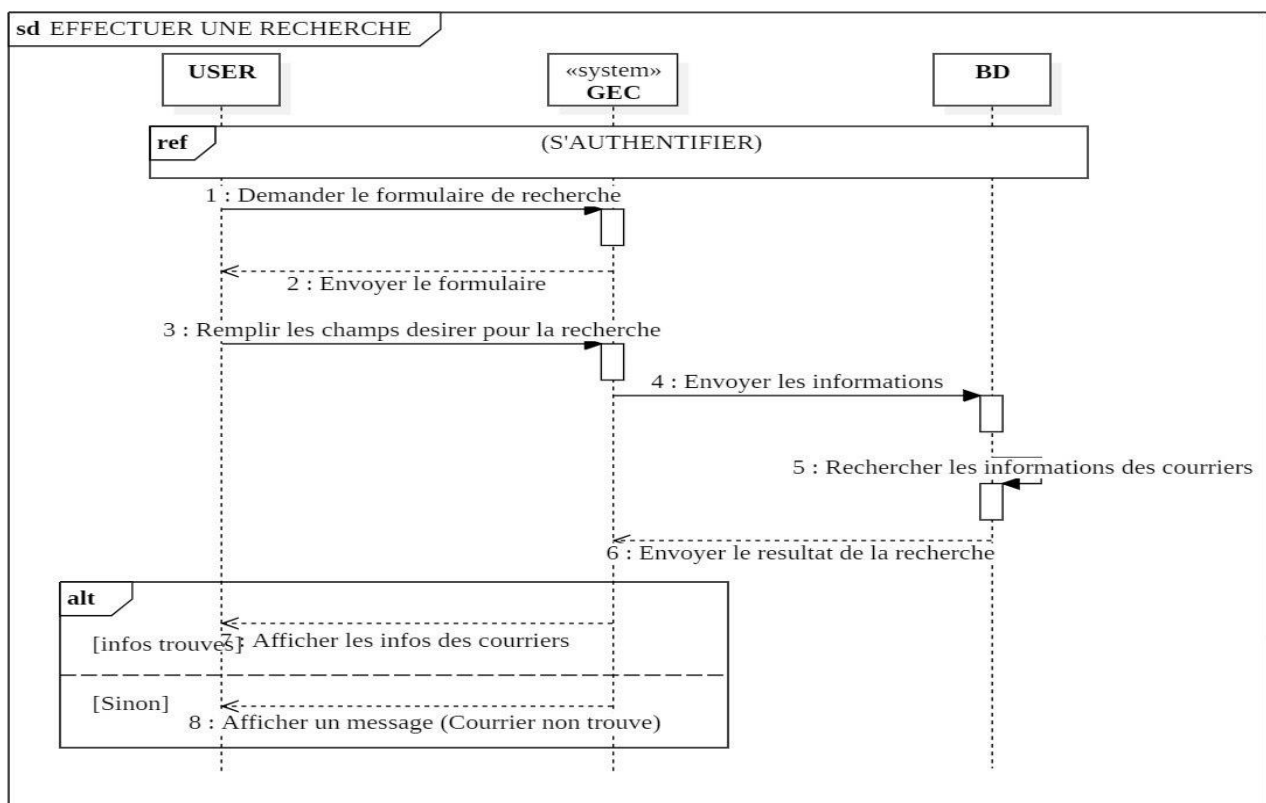 sd EFFECTUER UNE RECHERCHE
USER
«system»
GEC
BD
ref
(S'AUTHENTIFIER)
1 : Demander le formulaire de recherche
2 : Envoyer le formulaire
3 : Remplir les champs desirer pour la recherche
4 : Envoyer les informations
5 : Rechercher les informations des courriers
6 : Envoyer le resultat de la recherche
alt
[infos trouves]
7 : Afficher les infos des courriers
[Sinon]
8 : Afficher un message (Courrier non trouve)